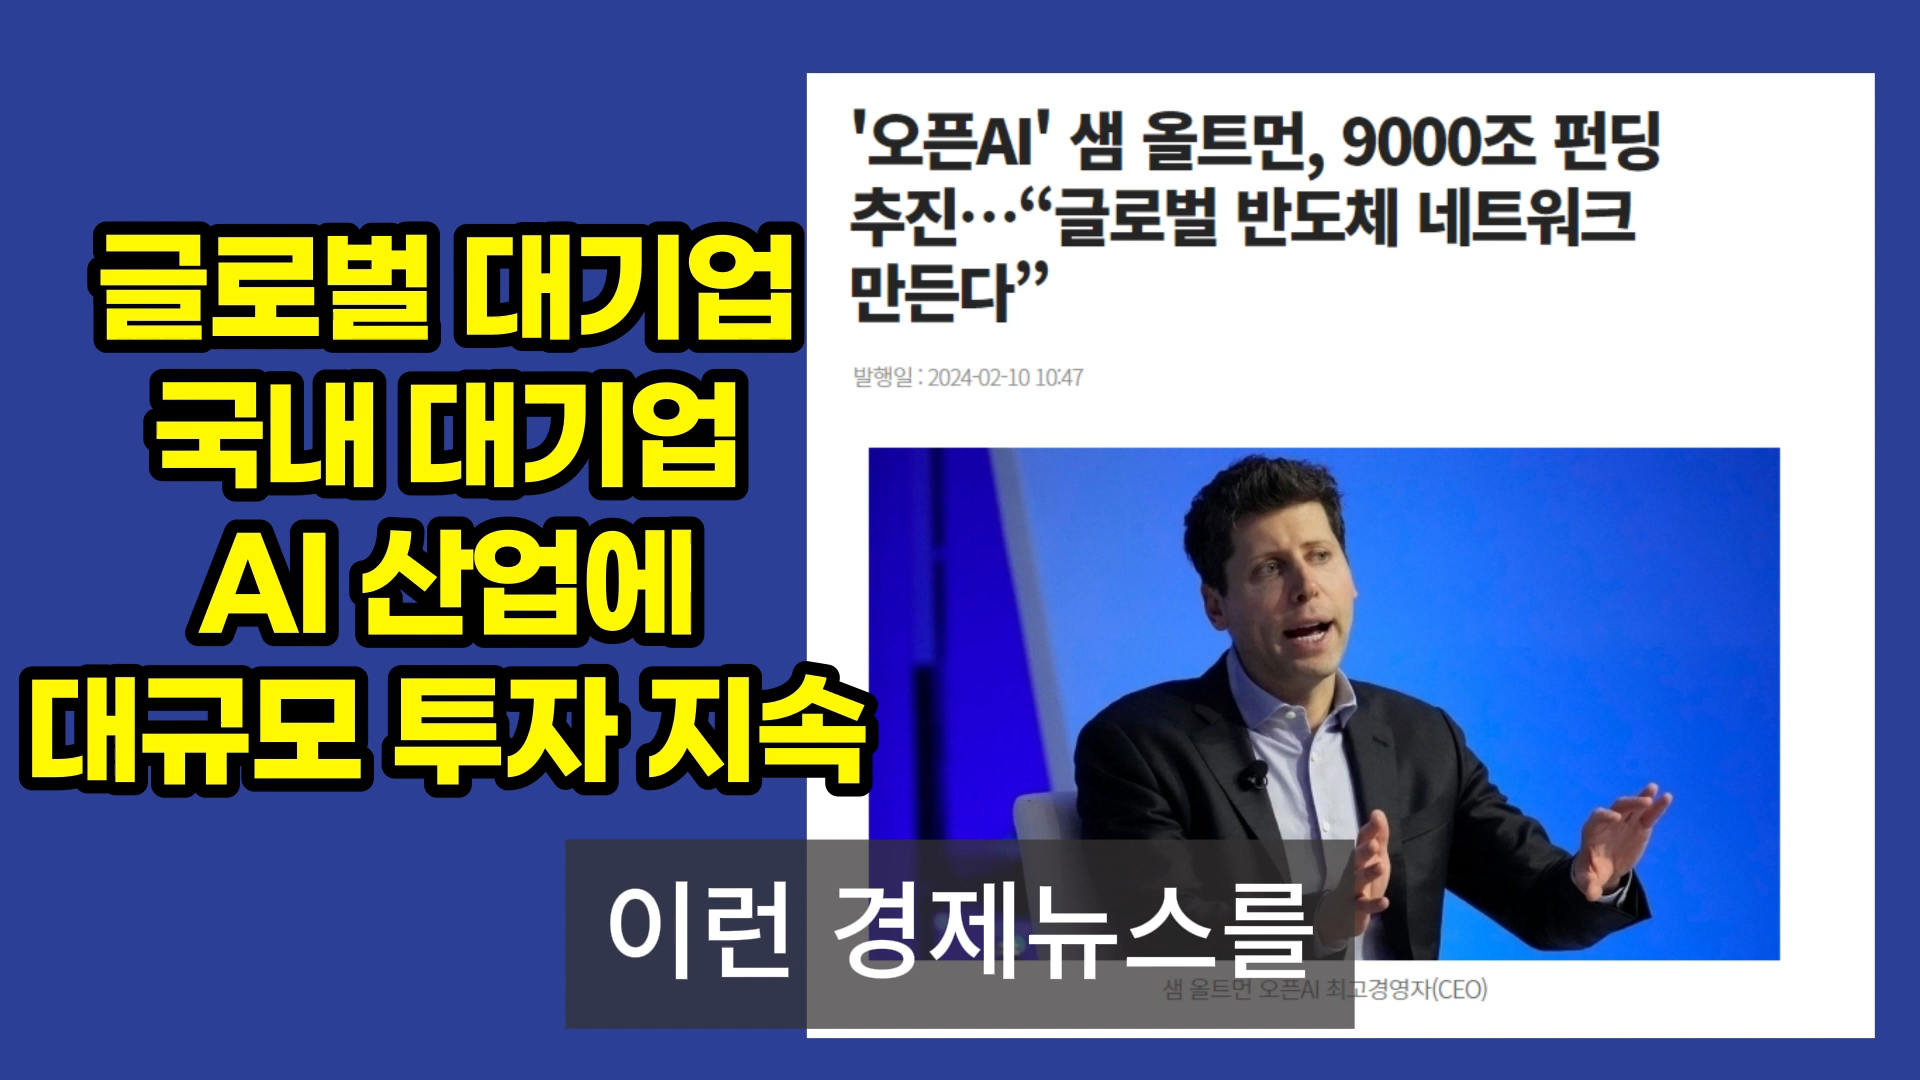 글로벌 대기업
국내 대기업
AI 산업에
대규모 투자 지속
'오픈AI' 샘 올트먼, 9000조 펀딩
추진…“글로벌 반도체 네트워크
만든다”
발행일 : 2024-02-10 10:47
샘 올트먼 오픈AI 최고경영자(CEO)
이런 경제뉴스를